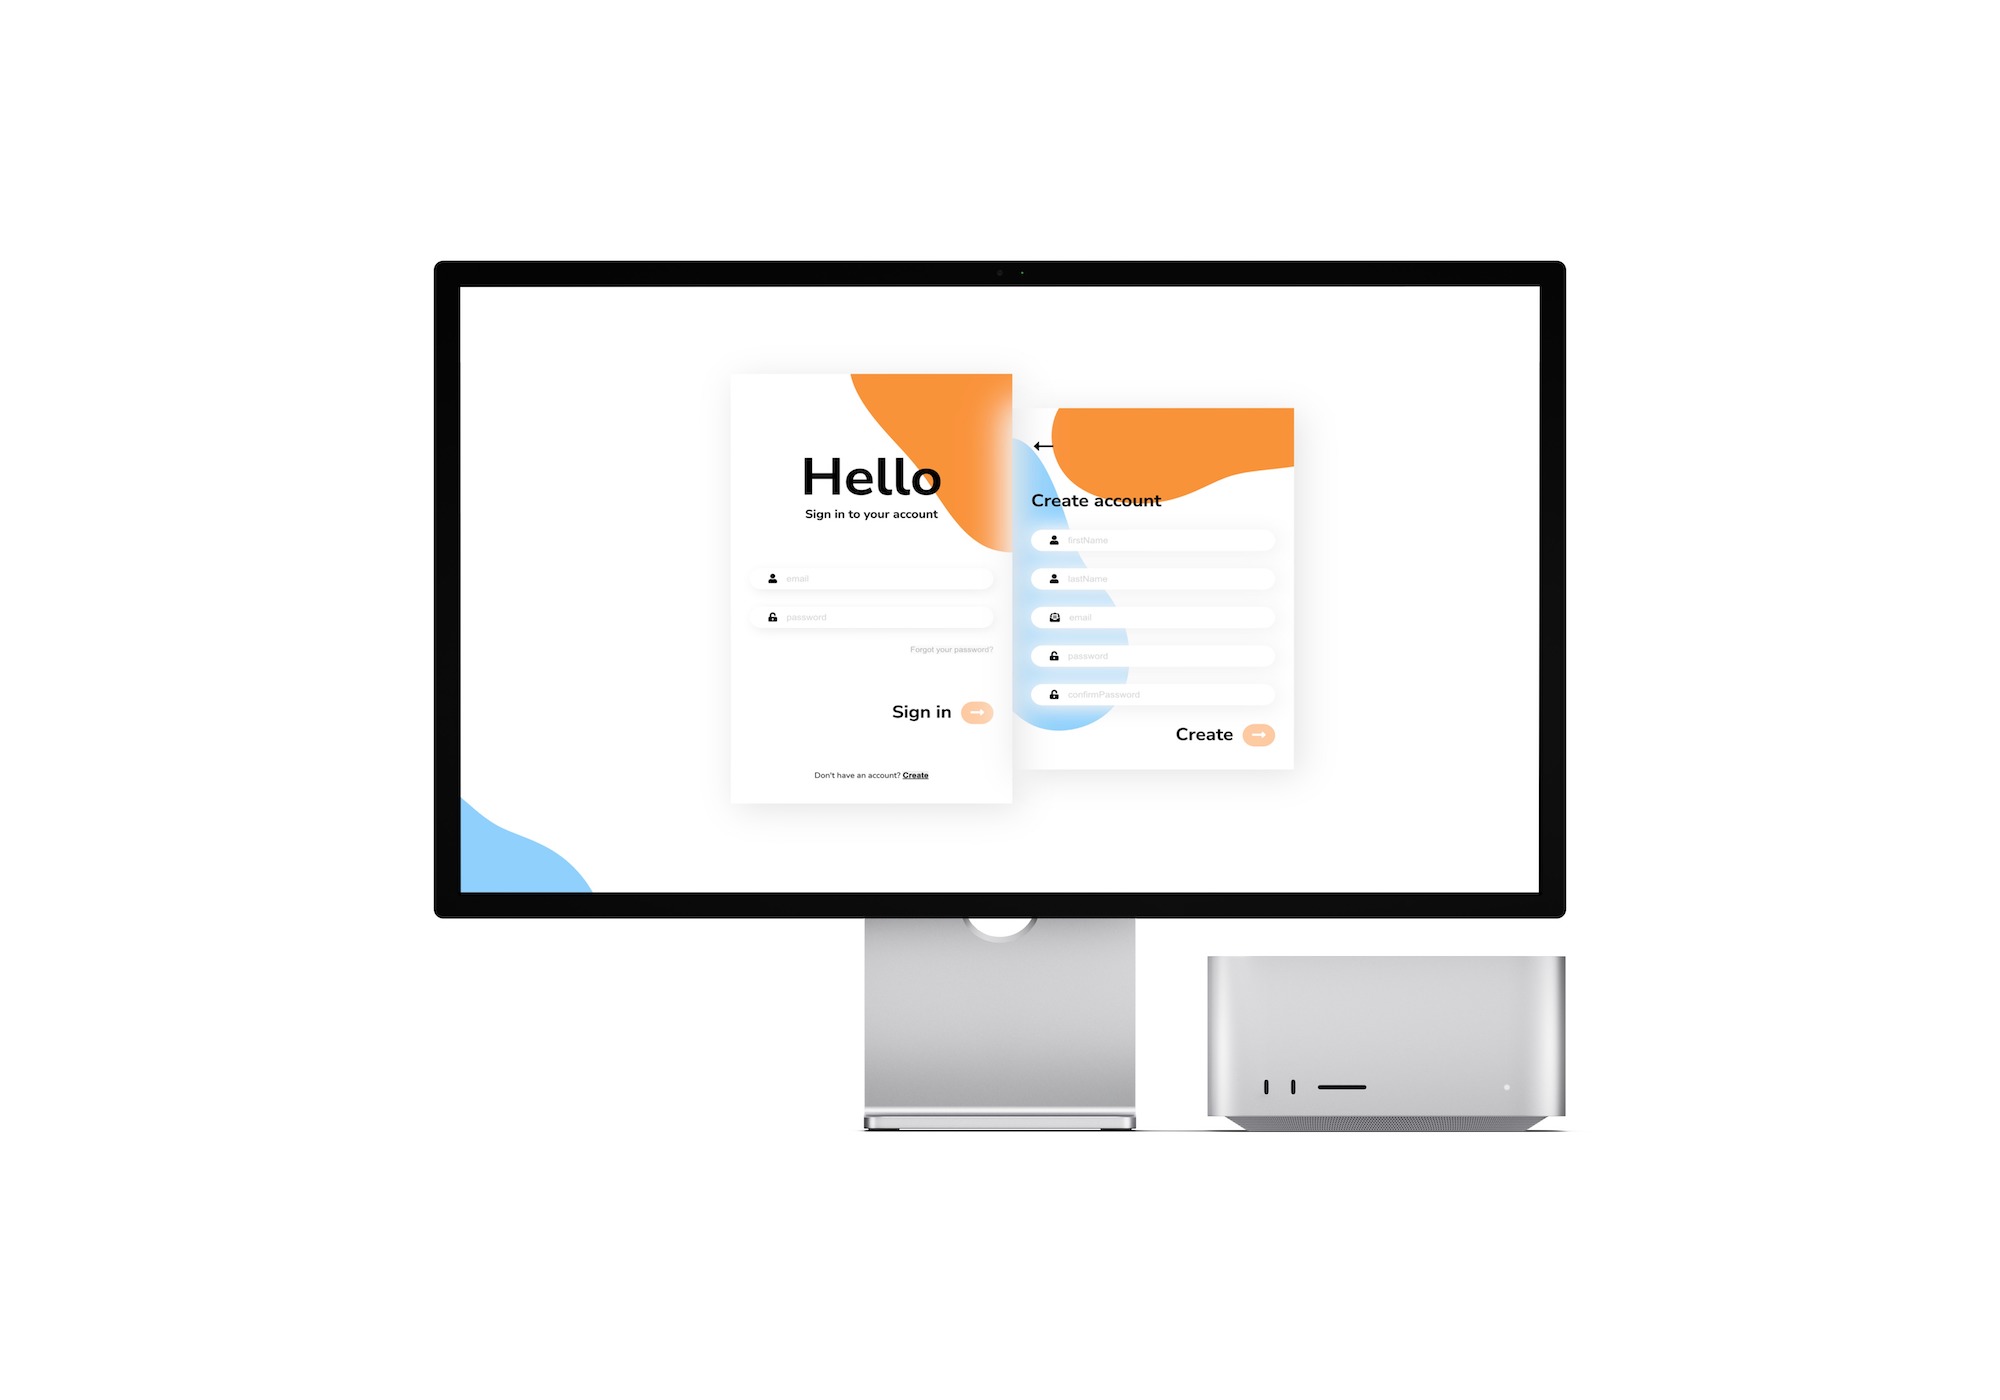 Hello
Sign in to your account
email
password
Forgot your password?
Sign in
Don't have an account? Create
Create account
firstName
lastName
email
password
confirmPassword
Create